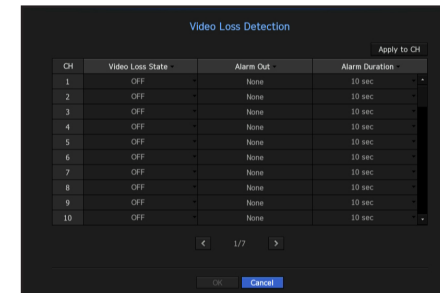 Video Loss Detection
Apply to CH
CH Video Loss State Alarm Out Alarm Duration
1 OFF None 10 sec
2 OFF None 10 sec
3 OFF None 10 sec
4 OFF None 10 sec
5 OFF None 10 sec
6 OFF None 10 sec
7 OFF None 10 sec
8 OFF None 10 sec
9 OFF None 10 sec
10 OFF None 10 sec
< 1/7 >
OK Cancel